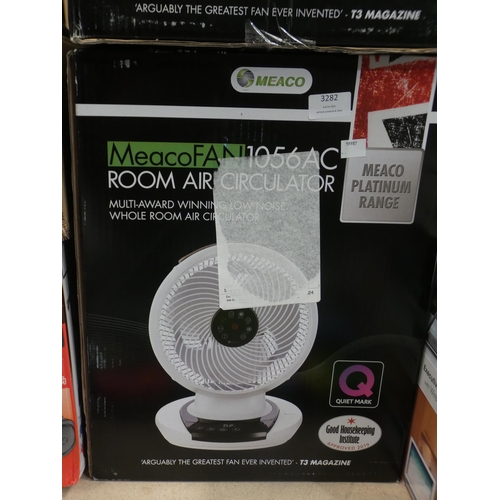 'ARGUABLY THE GREATEST FAN EVER INVENTED' - T3 MAGAZINE
MEACO
3282
MeacoFAN 1056AC
ROOM AIR CIRCULATOR
MULTI-AWARD WINNING LOW NOISE
WHOLE ROOM AIR CIRCULATOR
MEACO
PLATINUM
RANGE
QUIET MARK
Good Housekeeping
Institute
'ARGUABLY THE GREATEST FAN EVER INVENTED' - T3 MAGAZINE